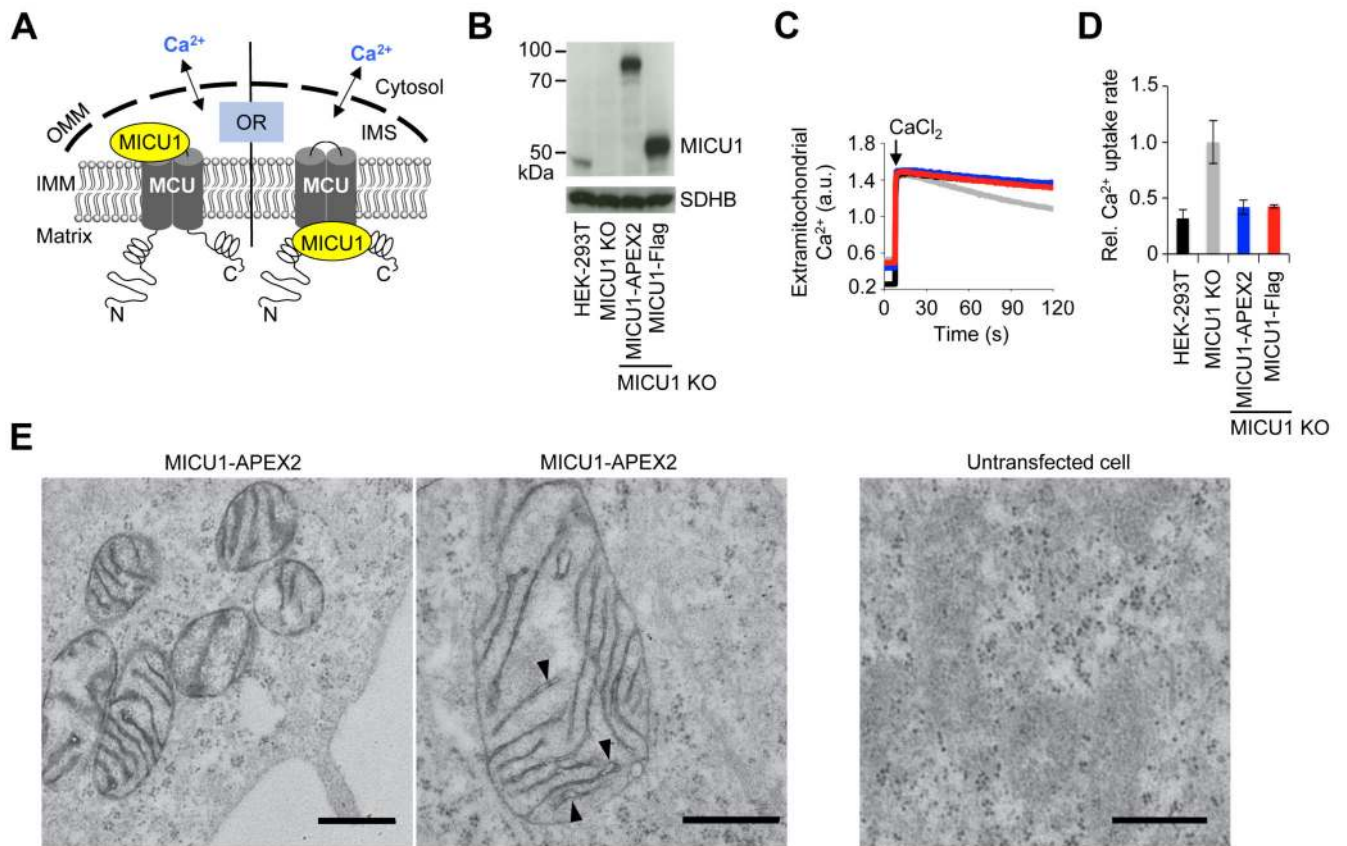 A
Ca2+
Ca2+
OMM
Cytosol
OR
IMS
MICU1
IMM
MCU
MCU
Matrix
MICU1
C
C
N
N
B
100
70
50
kDa
MICU1
SDHB
HEK-293T
MICU1 KO
MICU1-APEX2
MICU1-Flag
MICU1 KO
C
CaCl2
Extramitochondrial
Ca2+ (a.u.)
1.8
1.4
1.0
0.6
0.2
0 30 60 90 120
Time (s)
D
Rel. Ca2+ uptake rate
1.5
1.0
0.5
0
HEK-293T
MICU1 KO
MICU1-APEX2
MICU1-Flag
MICU1 KO
E
MICU1-APEX2
MICU1-APEX2
Untransfected cell